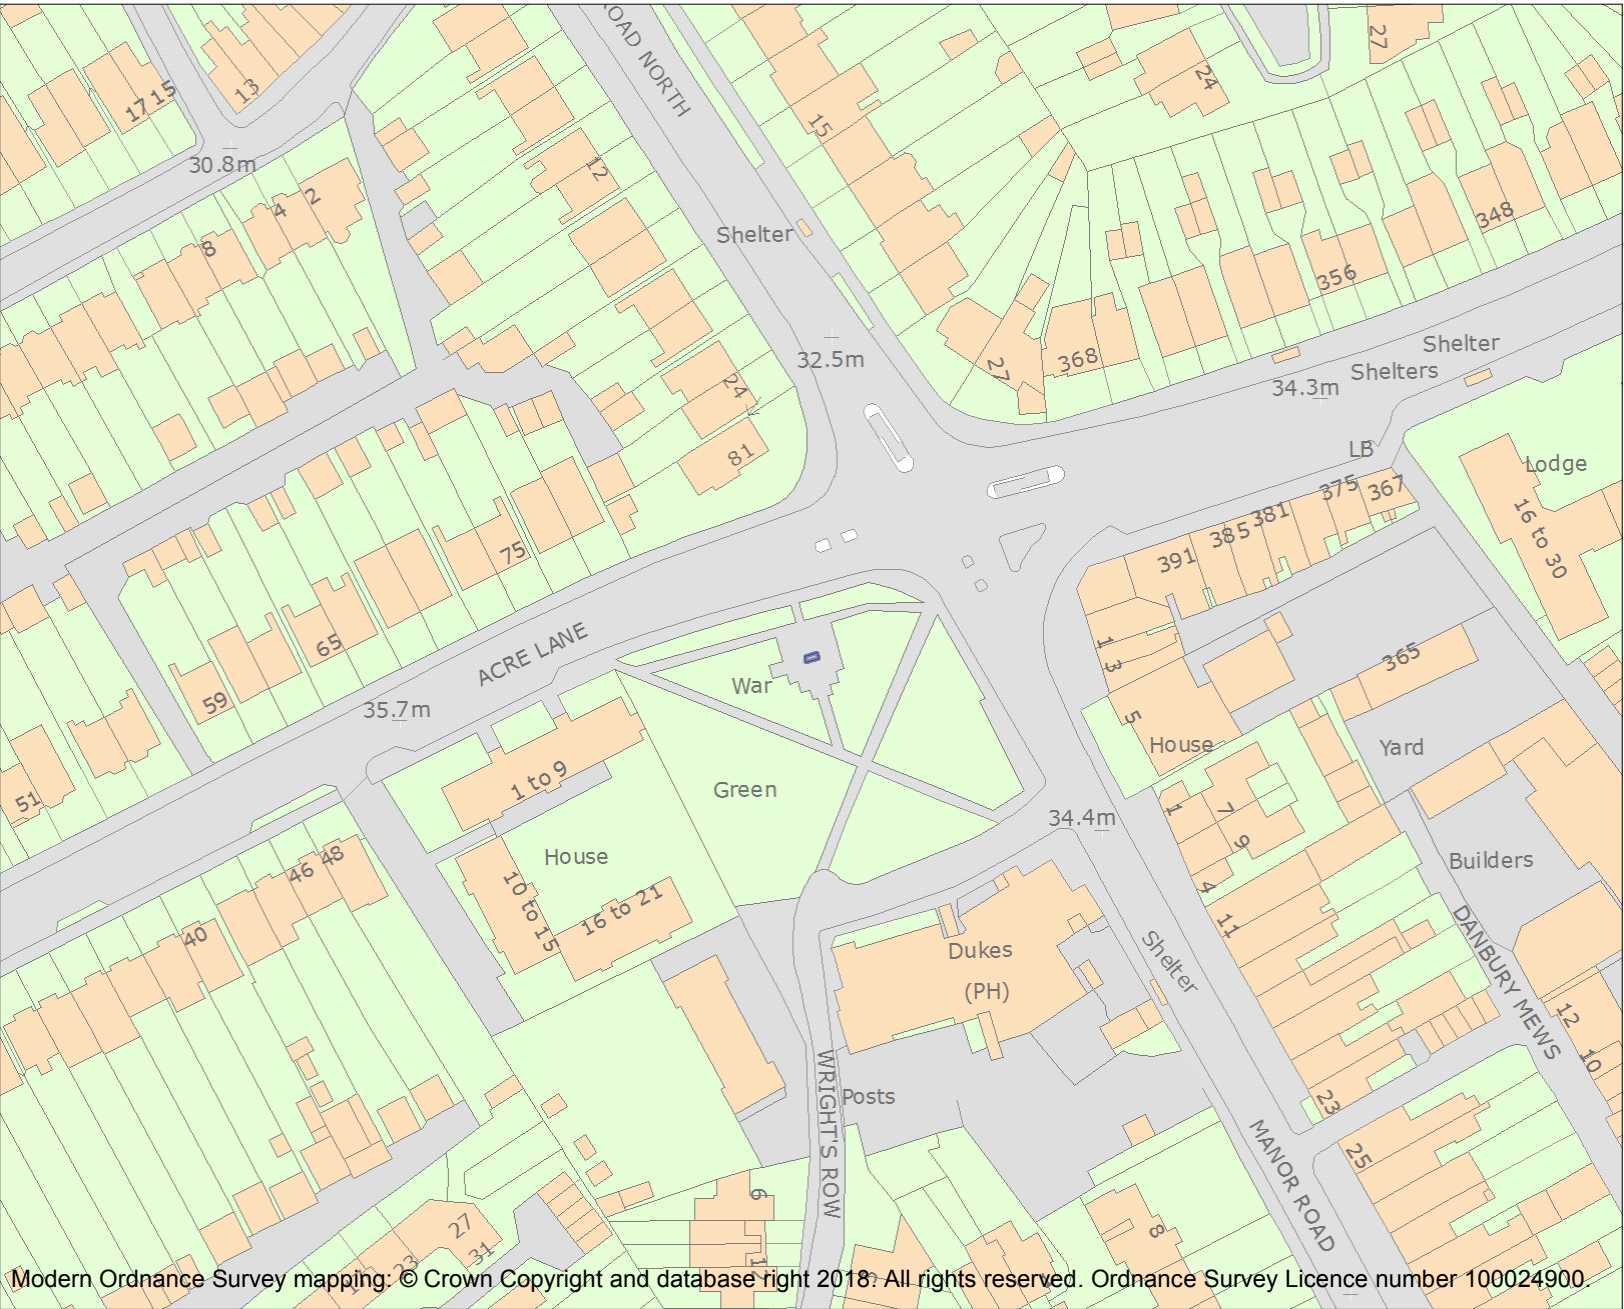 ROAD NORTH
27
24
17 15
13
15
30.8m
12
2
4
8
Shelter
348
356
Shelter
32.5m
27
368
Shelters
34.3m
24
81
LB
Lodge
375
367
381
385
391
16 to 30
75
65
59
ACRE LANE
35.7m
War
1
3
5
365
House
Yard
51
1 to 9
Green
34.4m
1
7
9
4
House
46
48
10 to 15
16 to 21
Builders
40
11
Dukes
(PH)
Shelter
DANBURY MEWS
12
10
WRIGHT'S ROW
Posts
23
25
MANOR ROAD
6
8
27
31
23
Modern Ordnance Survey mapping: © Crown Copyright and database right 2018. All rights reserved. Ordnance Survey Licence number 100024900.